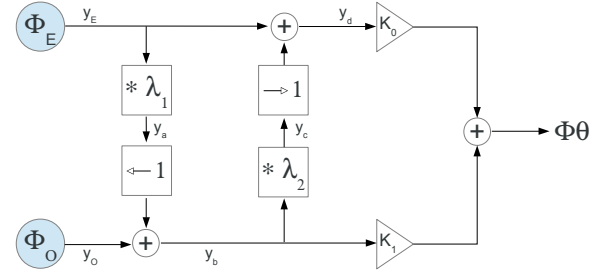 Φ_E y_E + y_d K_0
* λ_1 → 1
y_a y_c + Φθ
← 1 * λ_2
Φ_O y_O + y_b K_1